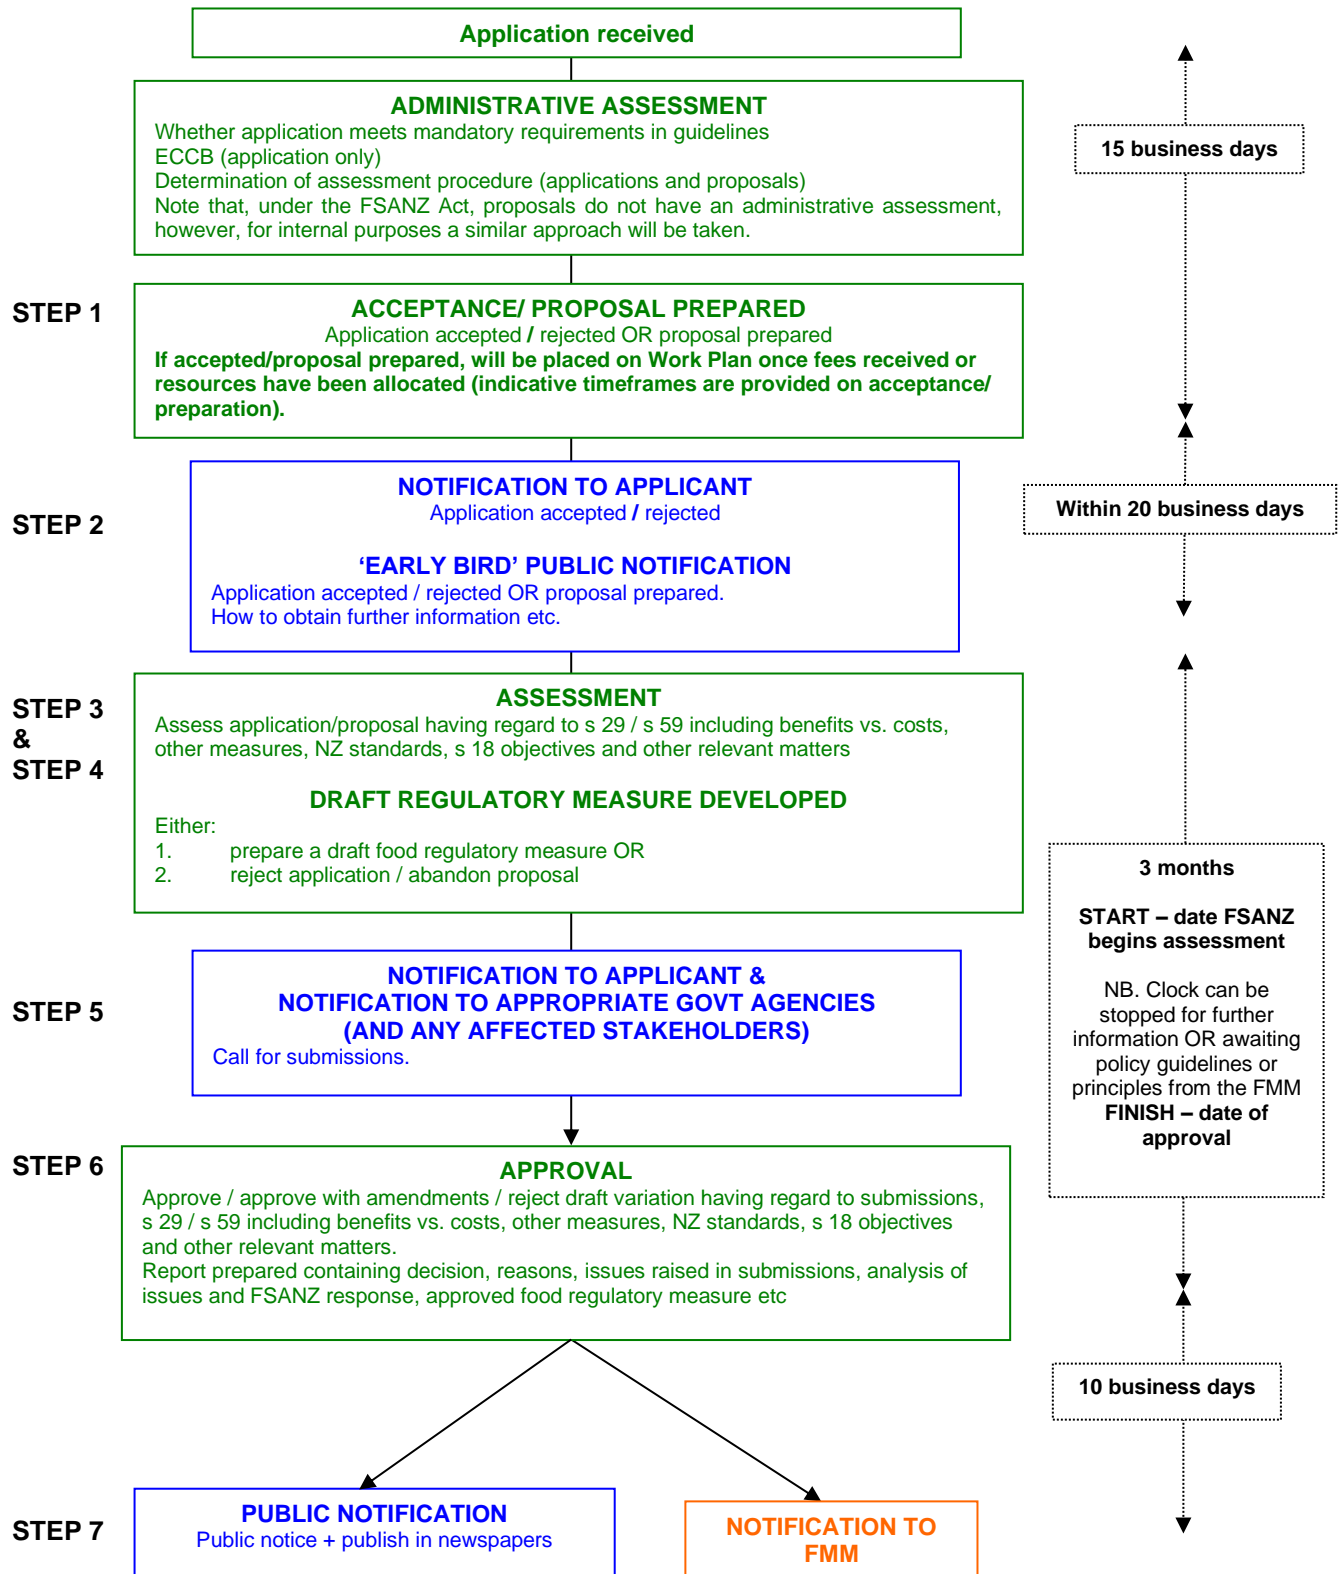 Application received
ADMINISTRATIVE ASSESSMENT
Whether application meets mandatory requirements in guidelines
ECCB (application only)
Determination of assessment procedure (applications and proposals)
Note that, under the FSANZ Act, proposals do not have an administrative assessment,
however, for internal purposes a similar approach will be taken.
15 business days
STEP 1
ACCEPTANCE/ PROPOSAL PREPARED
Application accepted / rejected OR proposal prepared
If accepted/proposal prepared, will be placed on Work Plan once fees received or
resources have been allocated (indicative timeframes are provided on acceptance/
preparation).
STEP 2
NOTIFICATION TO APPLICANT
Application accepted / rejected
‘EARLY BIRD’ PUBLIC NOTIFICATION
Application accepted / rejected OR proposal prepared.
How to obtain further information etc.
Within 20 business days
STEP 3
&
STEP 4
ASSESSMENT
Assess application/proposal having regard to s 29 / s 59 including benefits vs. costs,
other measures, NZ standards, s 18 objectives and other relevant matters
DRAFT REGULATORY MEASURE DEVELOPED
Either:
1. prepare a draft food regulatory measure OR
2. reject application / abandon proposal
3 months
START – date FSANZ
begins assessment
NB. Clock can be
stopped for further
information OR awaiting
policy guidelines or
principles from the FMM
FINISH – date of
approval
STEP 5
NOTIFICATION TO APPLICANT &
NOTIFICATION TO APPROPRIATE GOVT AGENCIES
(AND ANY AFFECTED STAKEHOLDERS)
Call for submissions.
STEP 6
APPROVAL
Approve / approve with amendments / reject draft variation having regard to submissions,
s 29 / s 59 including benefits vs. costs, other measures, NZ standards, s 18 objectives
and other relevant matters.
Report prepared containing decision, reasons, issues raised in submissions, analysis of
issues and FSANZ response, approved food regulatory measure etc
10 business days
STEP 7
PUBLIC NOTIFICATION
Public notice + publish in newspapers
NOTIFICATION TO
FMM